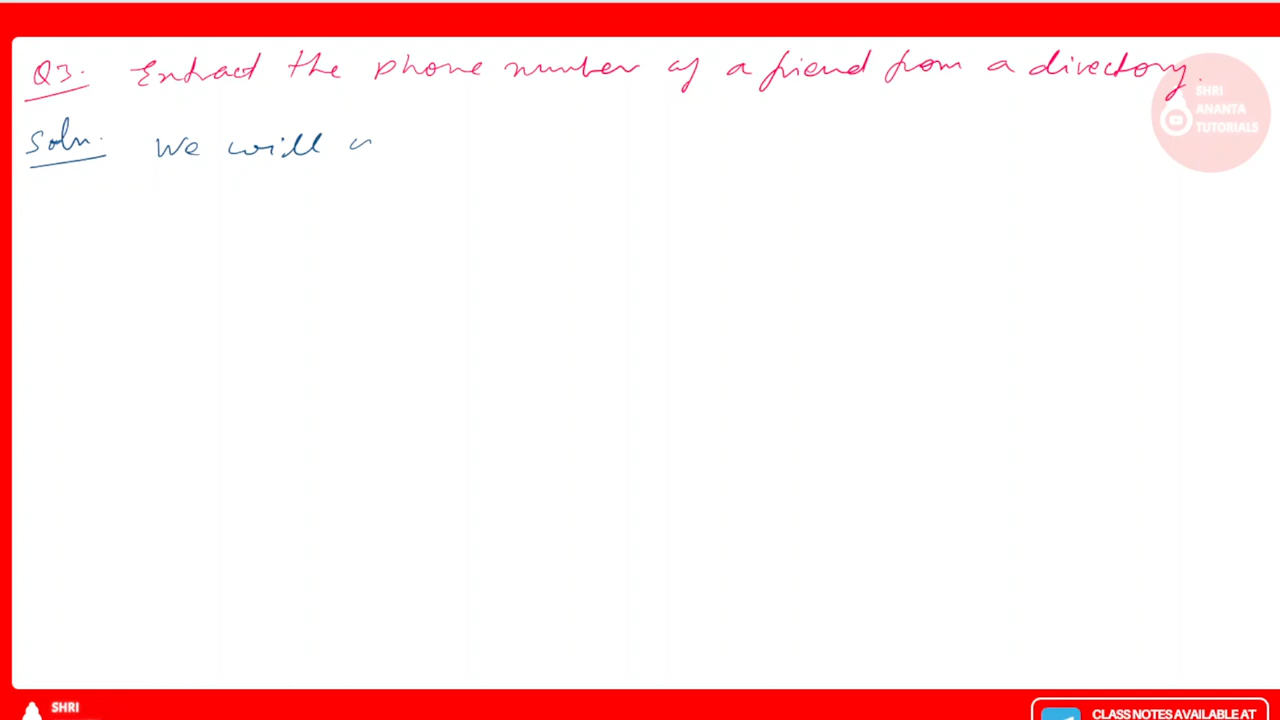 Q3. Extract the phone number of a friend from a directory.
SHRI
ANANTA
TUTORIALS
Soln. We will
SHRI
CLASS NOTES AVAILABLE AT